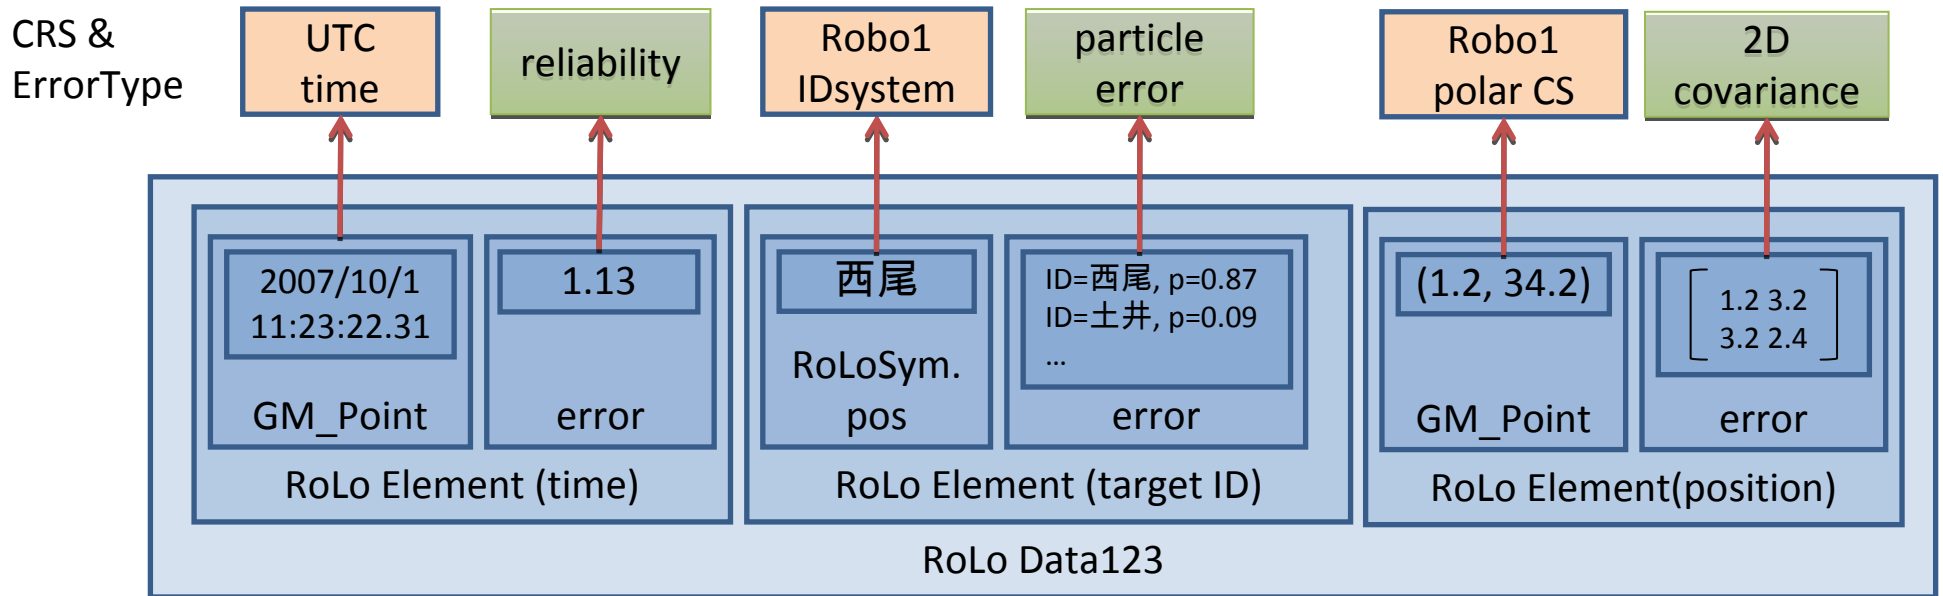 CRS &
ErrorType
UTC
time
reliability
Robo1
IDsystem
particle
error
Robo1
polar CS
2D
covariance
2007/10/1
11:23:22.31
GM_Point
1.13
error
RoLo Element (time)
西尾
RoLoSym.
pos
ID=西尾, p=0.87
ID=土井, p=0.09
...
error
RoLo Element (target ID)
(1.2, 34.2)
GM_Point
1.2 3.2
3.2 2.4
error
RoLo Element(position)
RoLo Data123